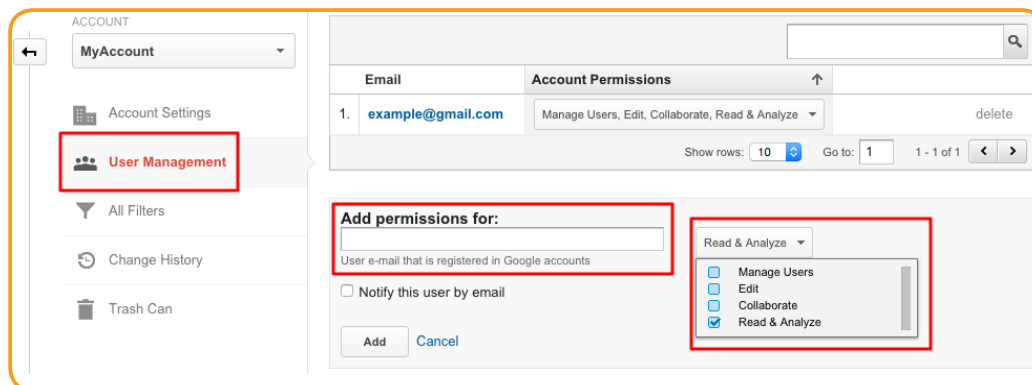 ACCOUNT
MyAccount
Account Settings
User Management
All Filters
Change History
Trash Can
Email Account Permissions
1. example@gmail.com Manage Users, Edit, Collaborate, Read & Analyze delete
Show rows: 10 Go to: 1 1 - 1 of 1
Add permissions for:
User e-mail that is registered in Google accounts
Notify this user by email
Add Cancel
Read & Analyze
Manage Users
Edit
Collaborate
Read & Analyze